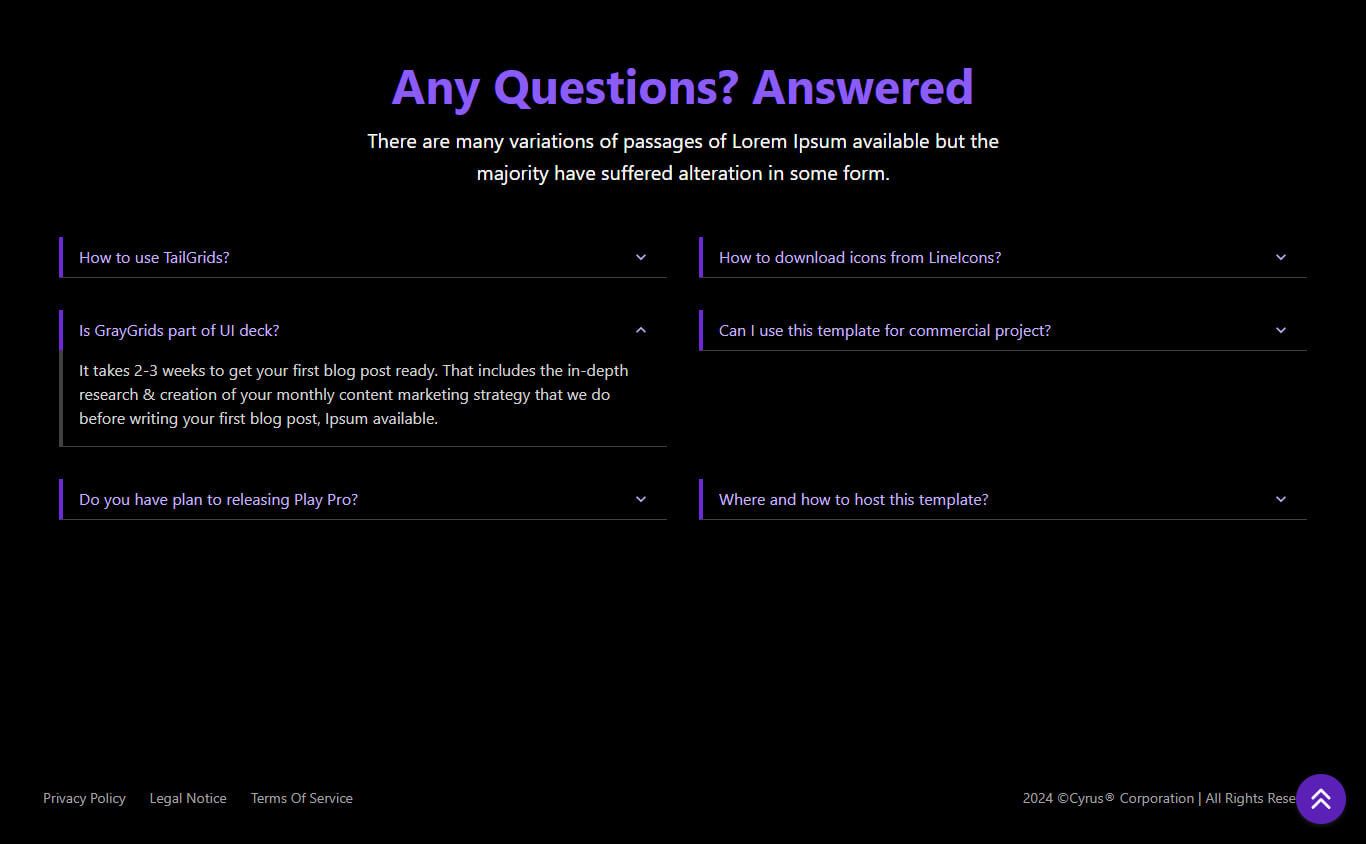 Any Questions? Answered
There are many variations of passages of Lorem Ipsum available but the
majority have suffered alteration in some form.
How to use TailGrids?
How to download icons from LineIcons?
Is GrayGrids part of UI deck?
Can I use this template for commercial project?
It takes 2-3 weeks to get your first blog post ready. That includes the in-depth
research & creation of your monthly content marketing strategy that we do
before writing your first blog post, Ipsum available.
Do you have plan to releasing Play Pro?
Where and how to host this template?
Privacy Policy
Legal Notice
Terms Of Service
2024 ©Cyrus® Corporation | All Rights